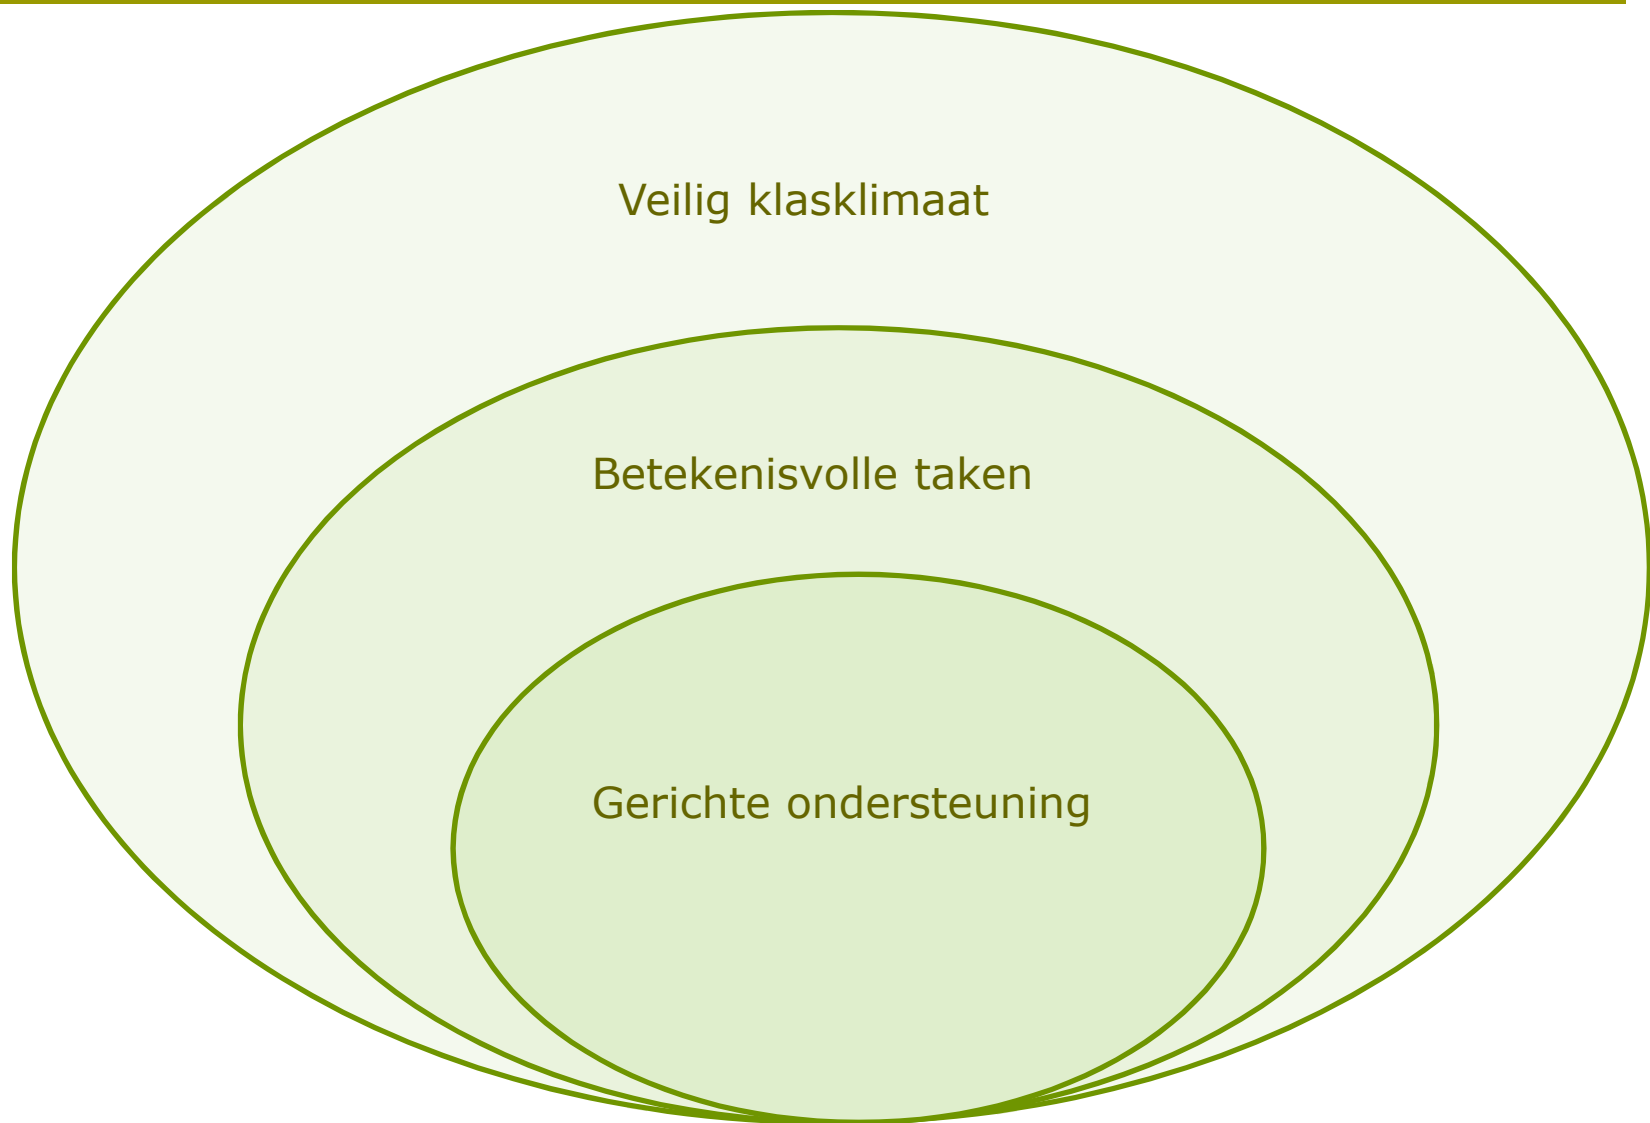 Veilig klasklimaat
Betekenisvolle taken
Gerichte ondersteuning